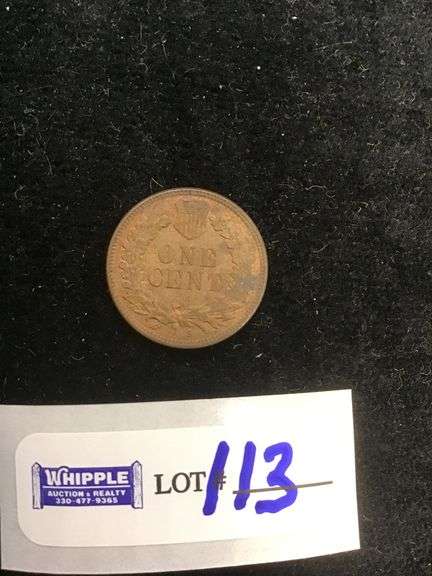 ONE
CENT
WHIPPLE
AUCTION & REALTY
330-477-9365
LOT # 113